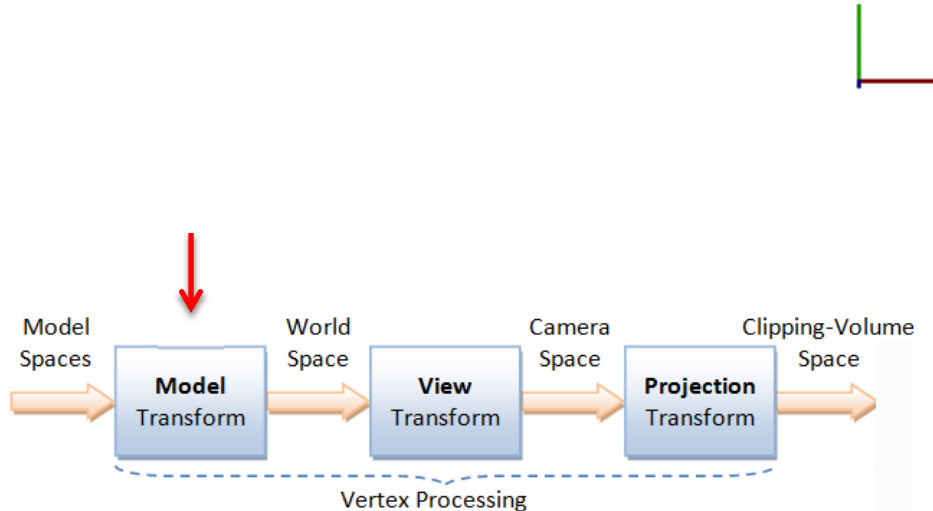 Model
Spaces
Model
Transform
World
Space
View
Transform
Camera
Space
Projection
Transform
Clipping-Volume
Space
Vertex Processing